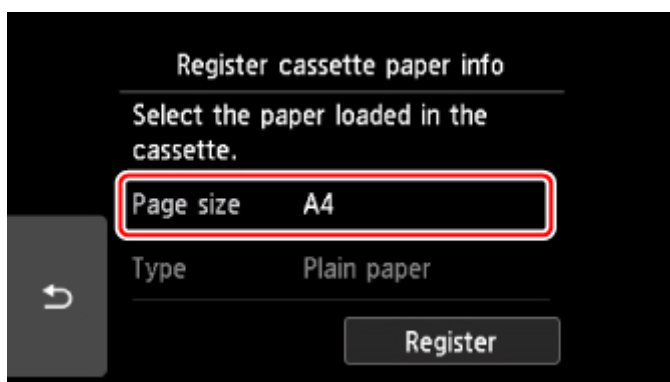 Register cassette paper info
Select the paper loaded in the
cassette.
Page size A4
Type Plain paper
Register